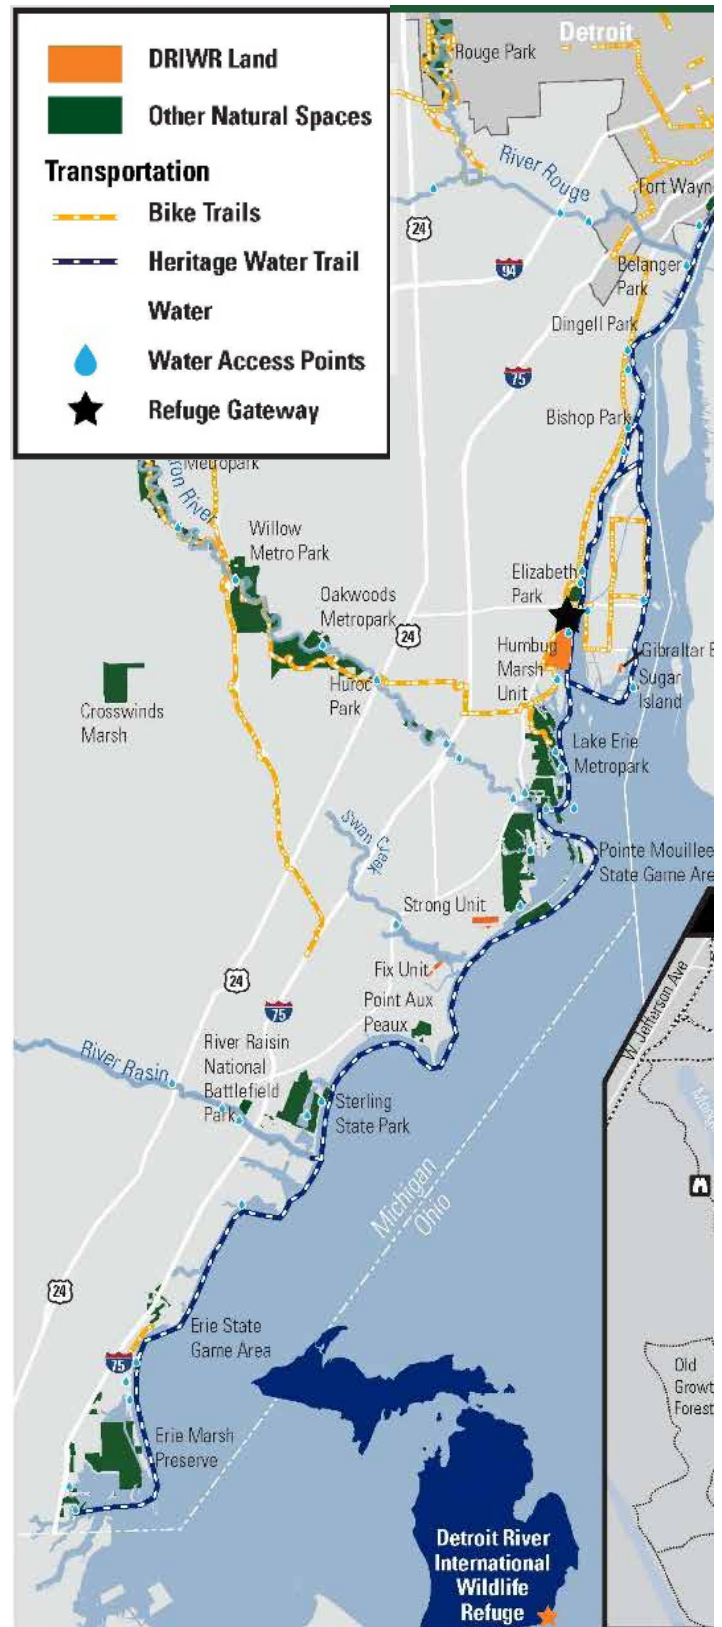 DRIWR Land
Other Natural Spaces
Transportation
Bike Trails
Heritage Water Trail
Water
Water Access Points
Refuge Gateway
Detroit
Rouge Park
River Rouge
Fort Wayn
24
94
Belanger
Park
Dingell Park
75
Bishop Park
Metropark
River
Willow
Metro Park
Elizabeth
Park
Oakwoods
Metropark
24
Humbug
Marsh
Unit
Gibraltar B
Sugar
Island
Huroc
Park
Crosswinds
Marsh
Lake Erie
Metropark
Swan Creek
Pointe Mouillee
State Game Are
Strong Unit
Fix Unit
24
75
Point Aux
Peaux
W. Jefferson Ave
River Raisin
National
Battlefield
Park
River Rasin
Sterling
State Park
Michigan
Ohio
24
Erie State
Game Area
75
Old
Growt
Forest
Erie Marsh
Preserve
Detroit River
International
Wildlife
Refuge